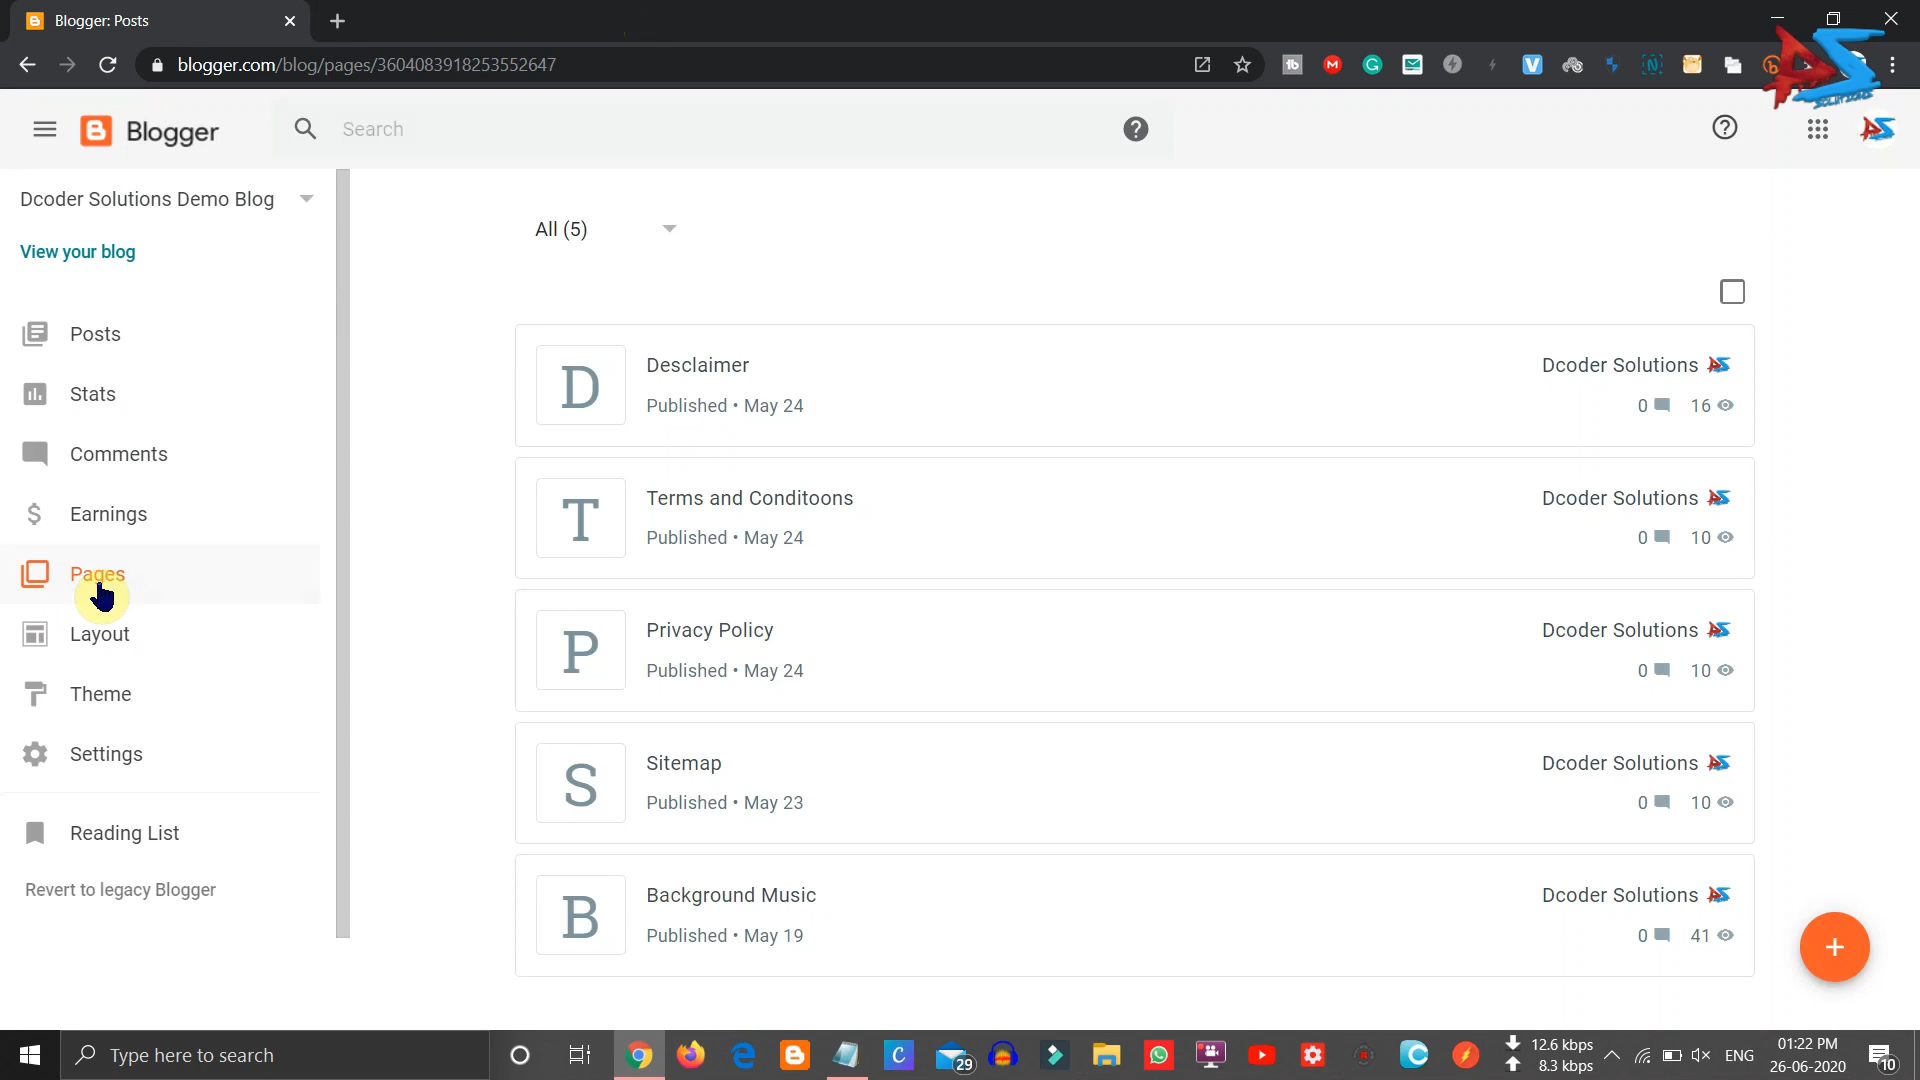 Blogger: Posts
blogger.com/blog/pages/3604083918253552647
Blogger
Search
Dcoder Solutions Demo Blog
View your blog
Posts
Stats
Comments
Earnings
Pages
Layout
Theme
Settings
Reading List
Revert to legacy Blogger
All (5)
D
Desclaimer
Published • May 24
Dcoder Solutions
0
16
T
Terms and Conditoons
Published • May 24
Dcoder Solutions
0
10
P
Privacy Policy
Published • May 24
Dcoder Solutions
0
10
S
Sitemap
Published • May 23
Dcoder Solutions
0
10
B
Background Music
Published • May 19
Dcoder Solutions
0
41
SOLUTIONS
Type here to search
29
12.6 kbps
8.3 kbps
ENG
01:22 PM
26-06-2020
10